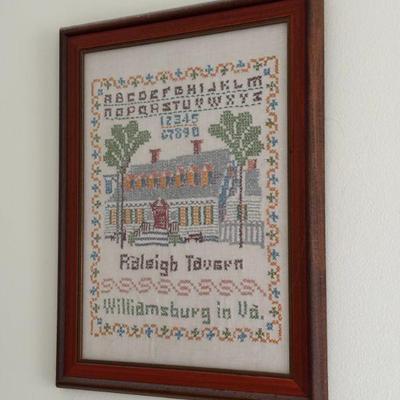 ABCDEFGHIJKLM
NOPQRSTUVWXYZ
12345
67890
Raleigh Tavern
Williamsburg in Va.